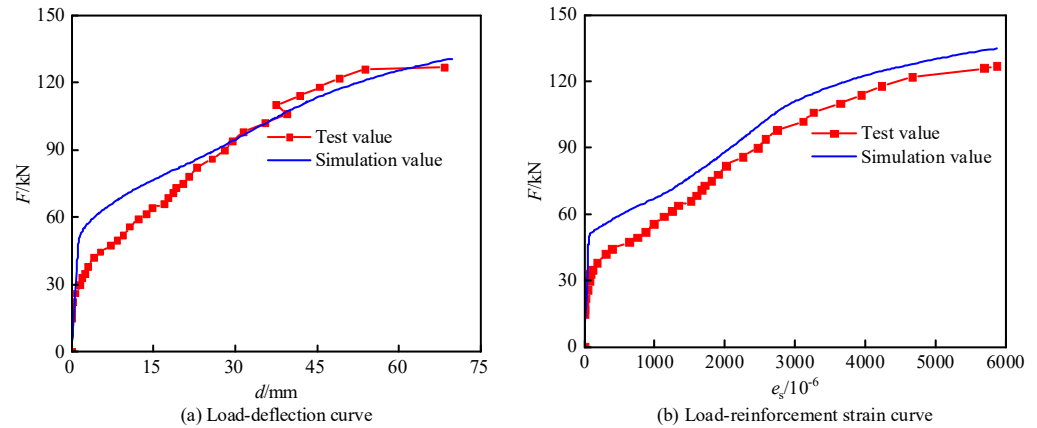 150
120
90
60
30
0
F/kN
Test value
Simulation value
0
15
30
45
60
75
d/mm
(a) Load-deflection curve
150
120
90
60
30
0
F/kN
Test value
Simulation value
0
1000
2000
3000
4000
5000
6000
eₛ/10⁻⁶
(b) Load-reinforcement strain curve